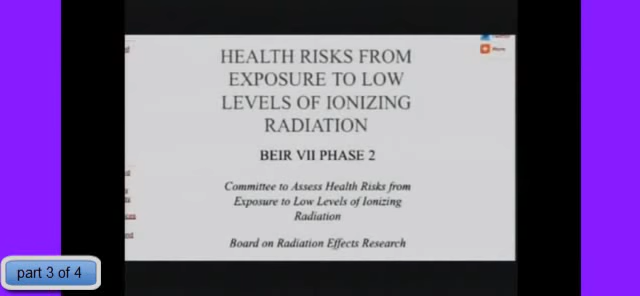 More
HEALTH RISKS FROM
EXPOSURE TO LOW
LEVELS OF IONIZING
RADIATION
BEIR VII PHASE 2
Committee to Assess Health Risks from
Exposure to Low Levels of Ionizing
Radiation
Board on Radiation Effects Research
part 3 of 4